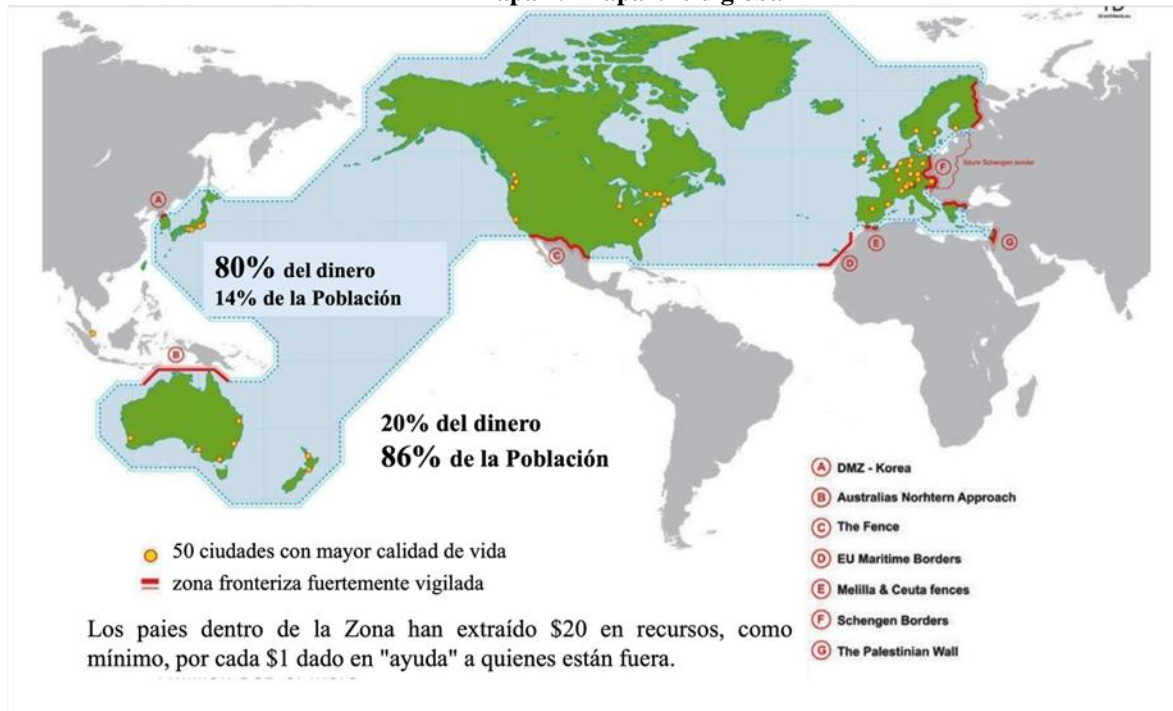 future Schengen border
A
F
G
E
D
C
B
80% del dinero
14% de la Población
20% del dinero
86% de la Población
50 ciudades con mayor calidad de vida
zona fronteriza fuertemente vigilada
Los paies dentro de la Zona han extraído $20 en recursos, como
mínimo, por cada $1 dado en "ayuda" a quienes están fuera.
A DMZ - Korea
B Australias Norhtern Approach
C The Fence
D EU Maritime Borders
E Melilla & Ceuta fences
F Schengen Borders
G The Palestinian Wall